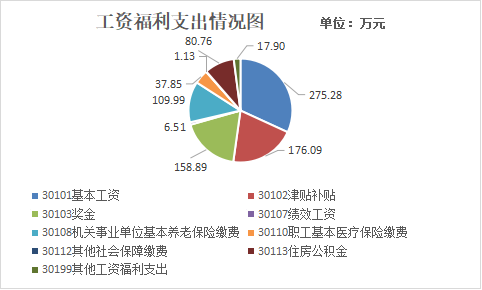 工资福利支出情况图 单位：万元
80.76 17.90
1.13
37.85
109.99
275.28
6.51
176.09
158.89
30101基本工资 30102津贴补贴
30103奖金 30107绩效工资
30108机关事业单位基本养老保险缴费 30110职工基本医疗保险缴费
30112其他社会保障缴费 30113住房公积金
30199其他工资福利支出